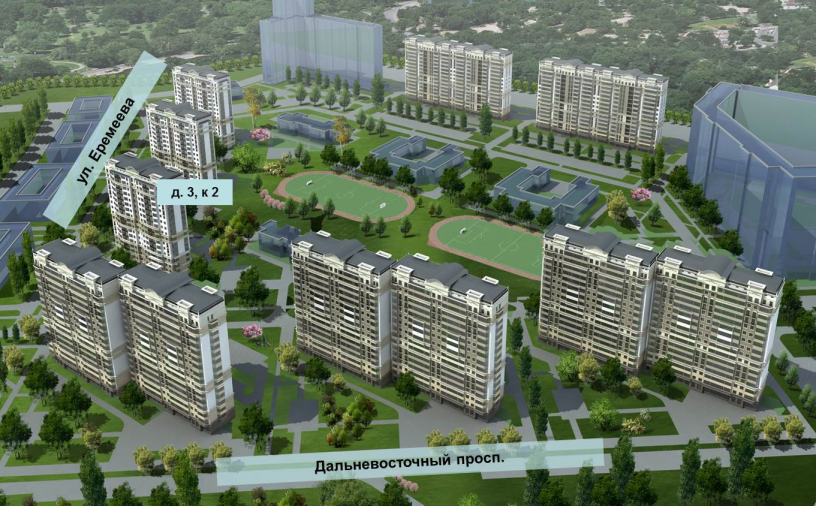 ул. Еремеева
д. 3, к 2
Дальневосточный просп.